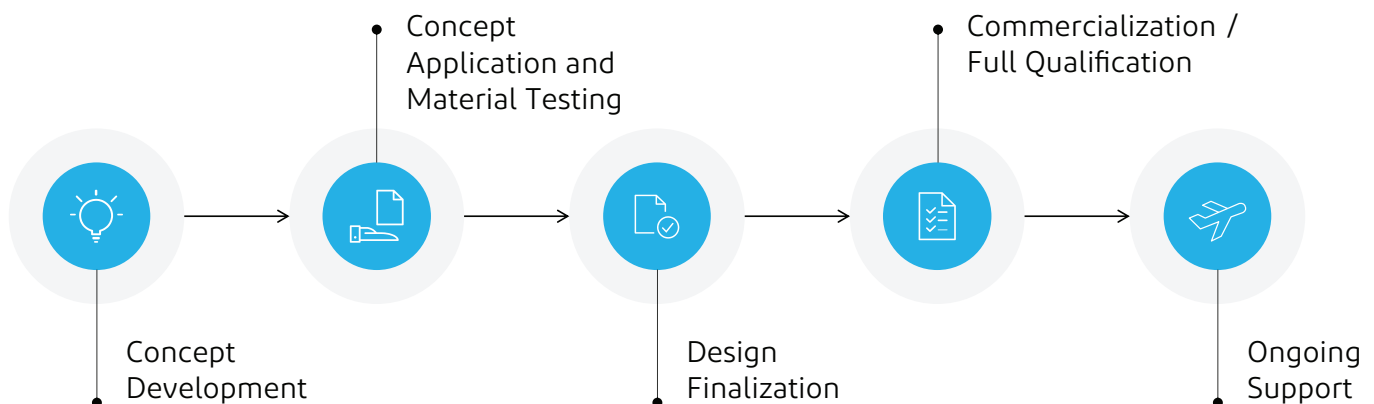 Concept
Development
Concept
Application and
Material Testing
Design
Finalization
Commercialization /
Full Qualification
Ongoing
Support